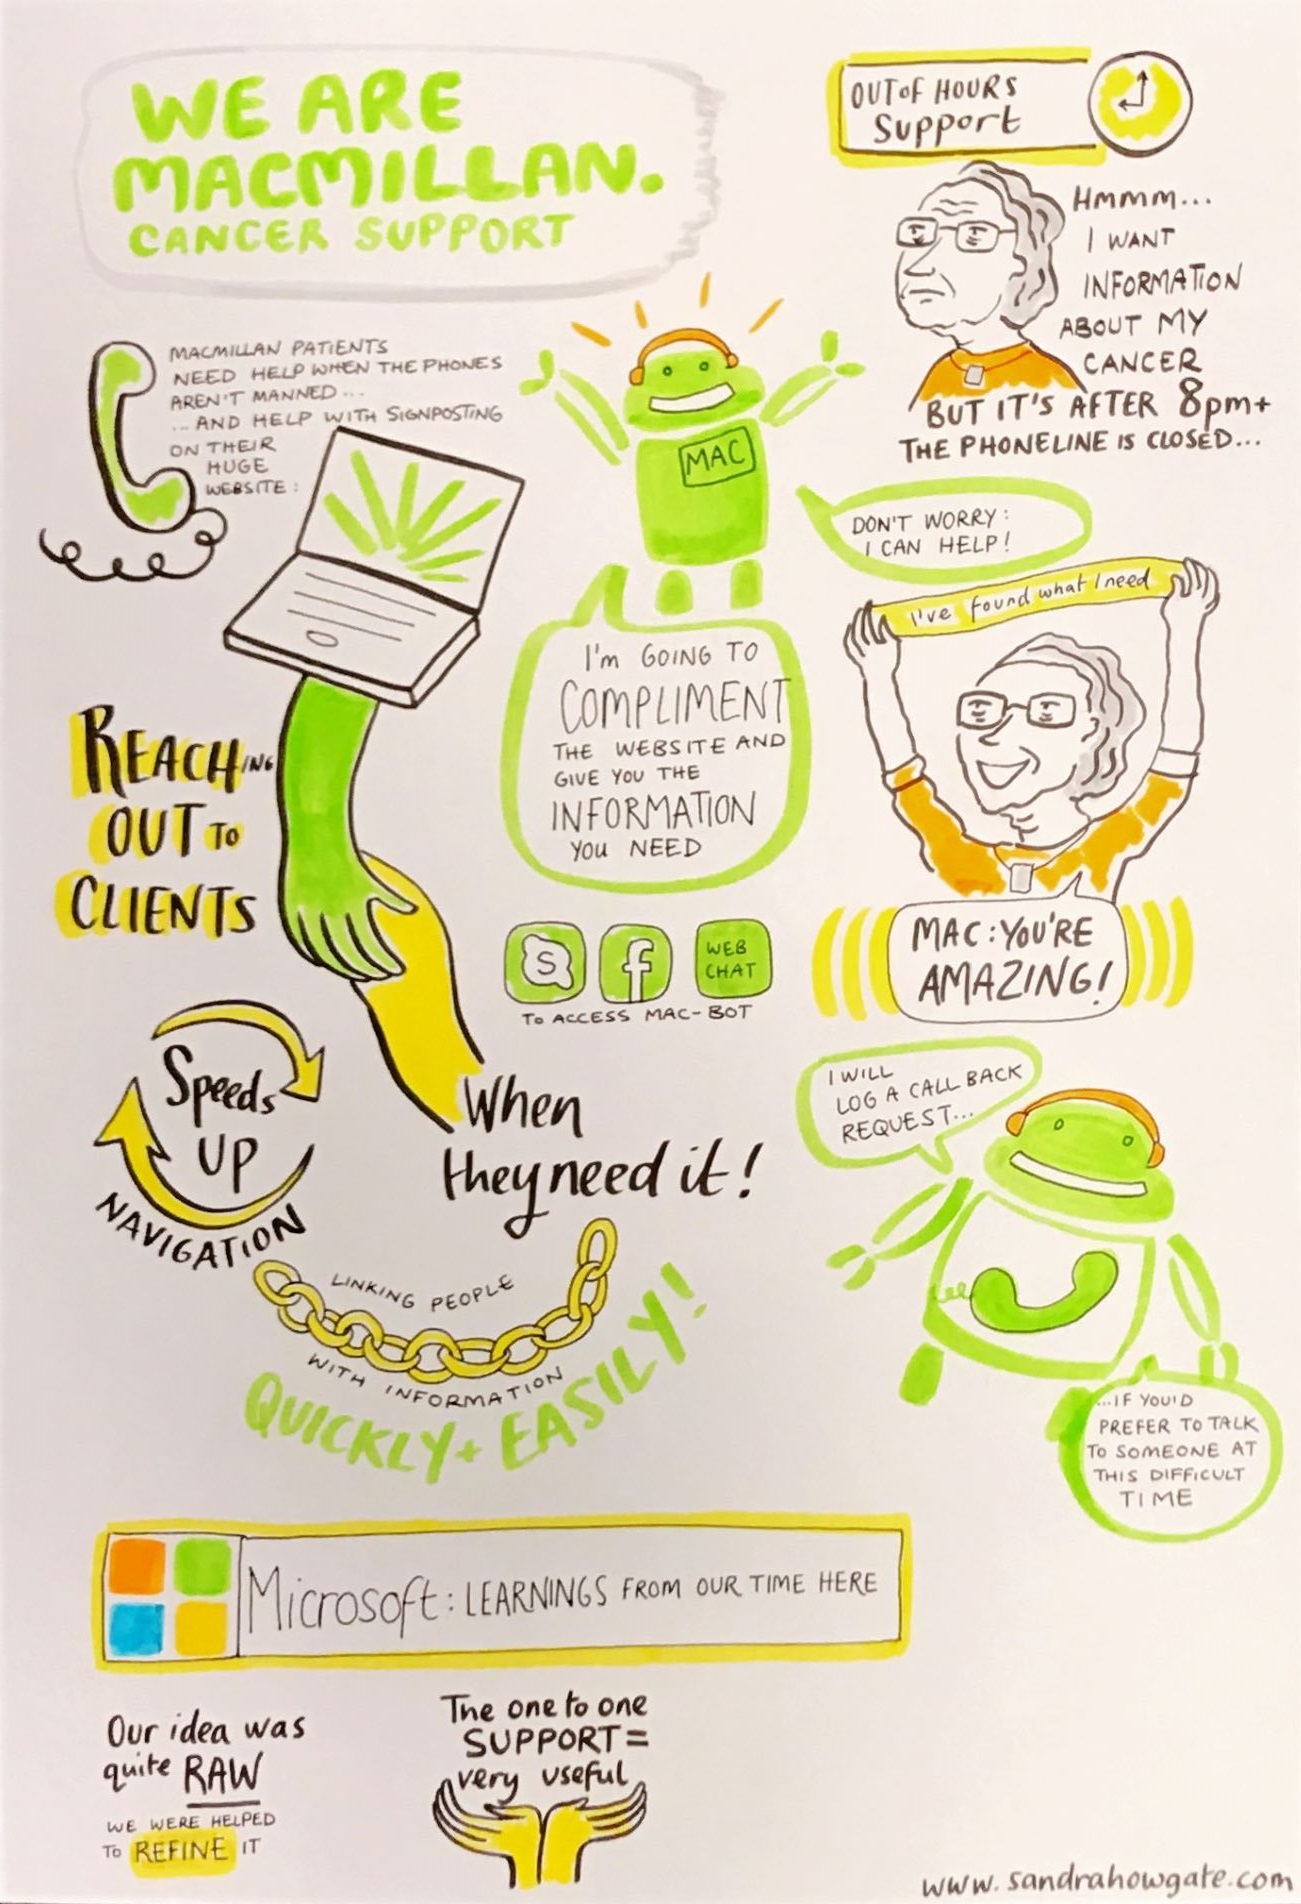 WE ARE
MACMILLAN.
CANCER SUPPORT
OUT OF HOURS
Support
Hmmm...
I WANT
INFORMATION
ABOUT MY
CANCER
BUT IT'S AFTER 8pm+
THE PHONELINE IS CLOSED...
MACMILLAN PATIENTS
NEED HELP WHEN THE PHONES
AREN'T MANNED...
...AND HELP WITH SIGNPOSTING
ON THEIR
HUGE
WEBSITE:
MAC
DON'T WORRY:
I CAN HELP!
I've found what I need
I'm GOING TO
COMPLIMENT
THE WEBSITE AND
GIVE YOU THE
INFORMATION
YOU NEED
REACHING
OUT TO
CLIENTS
MAC: YOU'RE
AMAZING!
S
f
WEB
CHAT
TO ACCESS MAC-BOT
Speeds
UP
NAVIGATION
When
they need it!
I WILL
LOG A CALL BACK
REQUEST...
LINKING PEOPLE
WITH INFORMATION
QUICKLY + EASILY!
...IF YOU'D
PREFER TO TALK
TO SOMEONE AT
THIS DIFFICULT
TIME
Microsoft: LEARNINGS FROM OUR TIME HERE
Our idea was
quite RAW
WE WERE HELPED
TO REFINE IT
The one to one
SUPPORT =
very useful
www.sandrahowgate.com